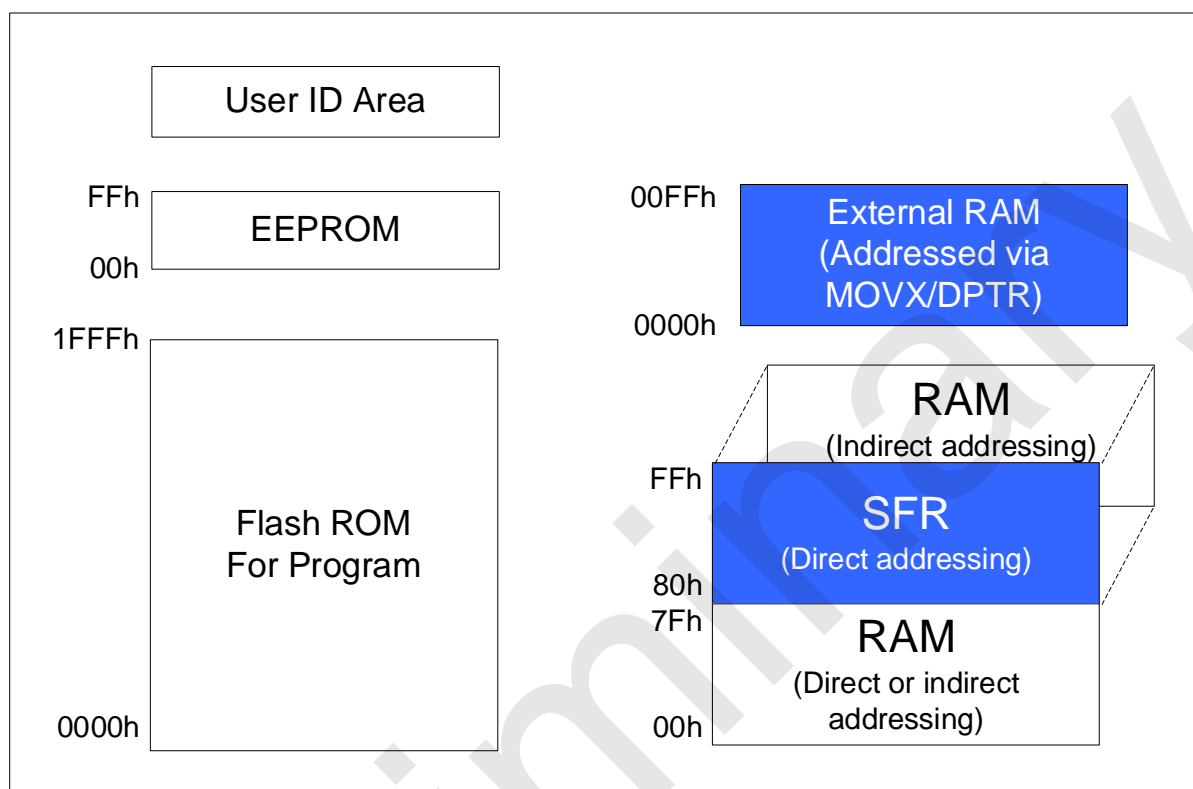 User ID Area
FFh
EEPROM
00h
1FFFh
Flash ROM
For Program
0000h
00FFh
External RAM
(Addressed via
MOVX/DPTR)
0000h
RAM
(Indirect addressing)
FFh
SFR
(Direct addressing)
80h
7Fh
RAM
(Direct or indirect
addressing)
00h